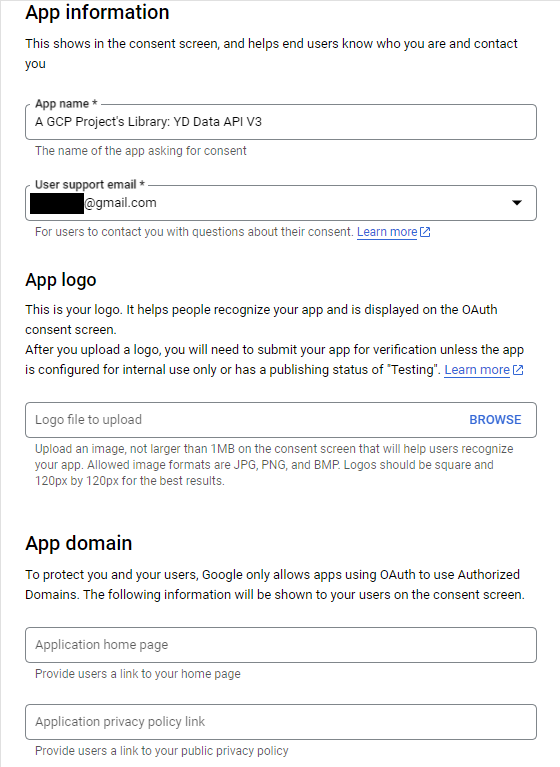 App information
This shows in the consent screen, and helps end users know who you are and contact
you
App name *
A GCP Project's Library: YD Data API V3
The name of the app asking for consent
User support email *
@gmail.com
For users to contact you with questions about their consent. Learn more
App logo
This is your logo. It helps people recognize your app and is displayed on the OAuth
consent screen.
After you upload a logo, you will need to submit your app for verification unless the app
is configured for internal use only or has a publishing status of "Testing". Learn more
Logo file to upload
BROWSE
Upload an image, not larger than 1MB on the consent screen that will help users recognize
your app. Allowed image formats are JPG, PNG, and BMP. Logos should be square and
120px by 120px for the best results.
App domain
To protect you and your users, Google only allows apps using OAuth to use Authorized
Domains. The following information will be shown to your users on the consent screen.
Application home page
Provide users a link to your home page
Application privacy policy link
Provide users a link to your public privacy policy